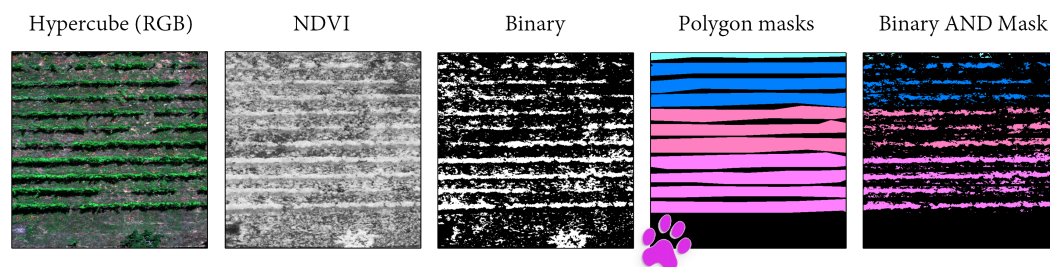 Hypercube (RGB)
NDVI
Binary
Polygon masks
Binary AND Mask